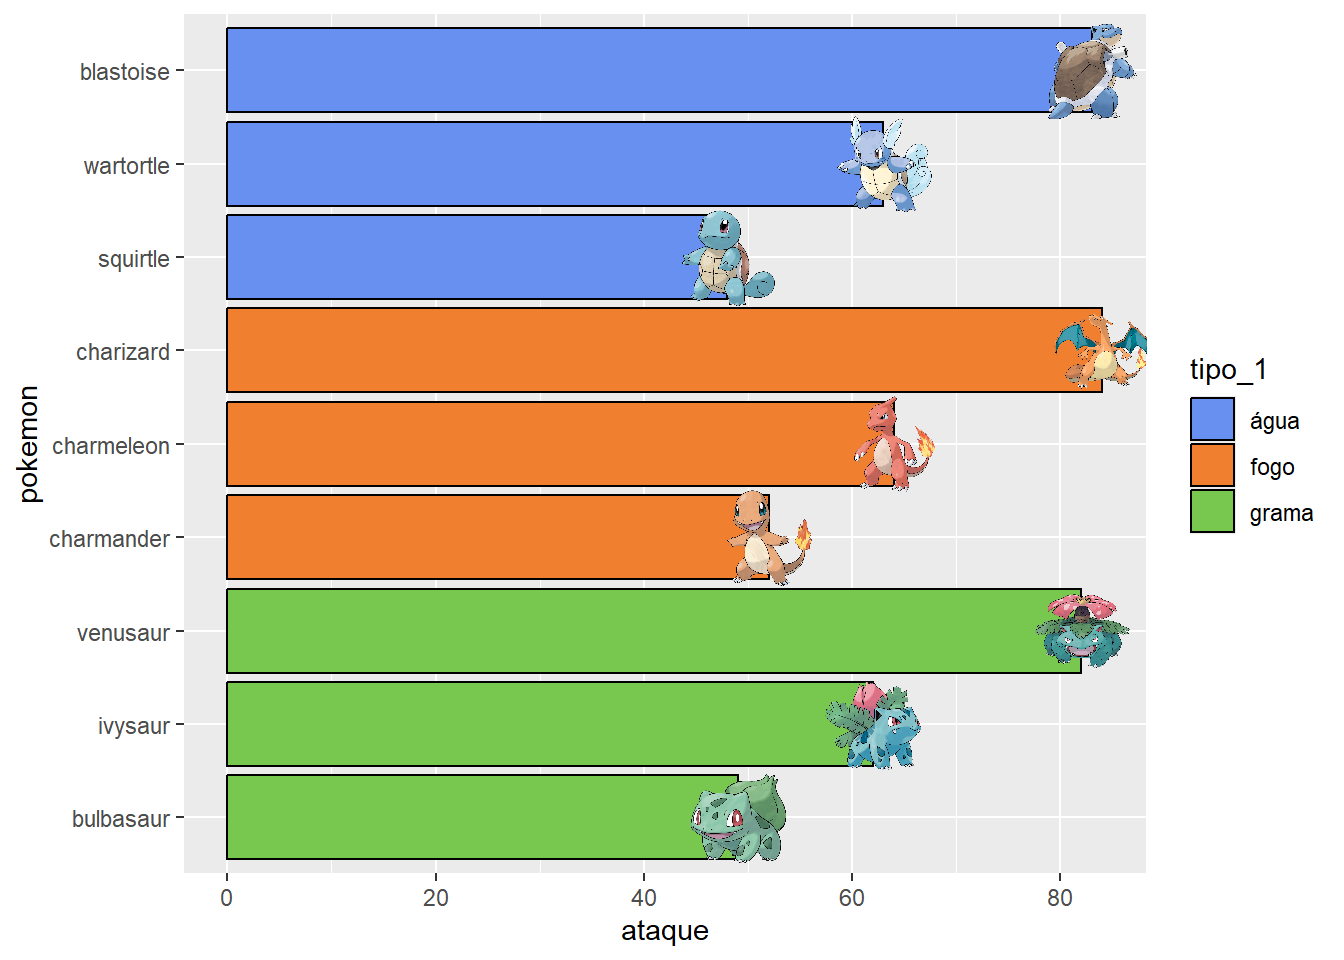 pokemon
blastoise
wartortle
squirtle
charizard
charmeleon
charmander
venusaur
ivysaur
bulbasaur
0 20 40 60 80
ataque
tipo_1
água
fogo
grama